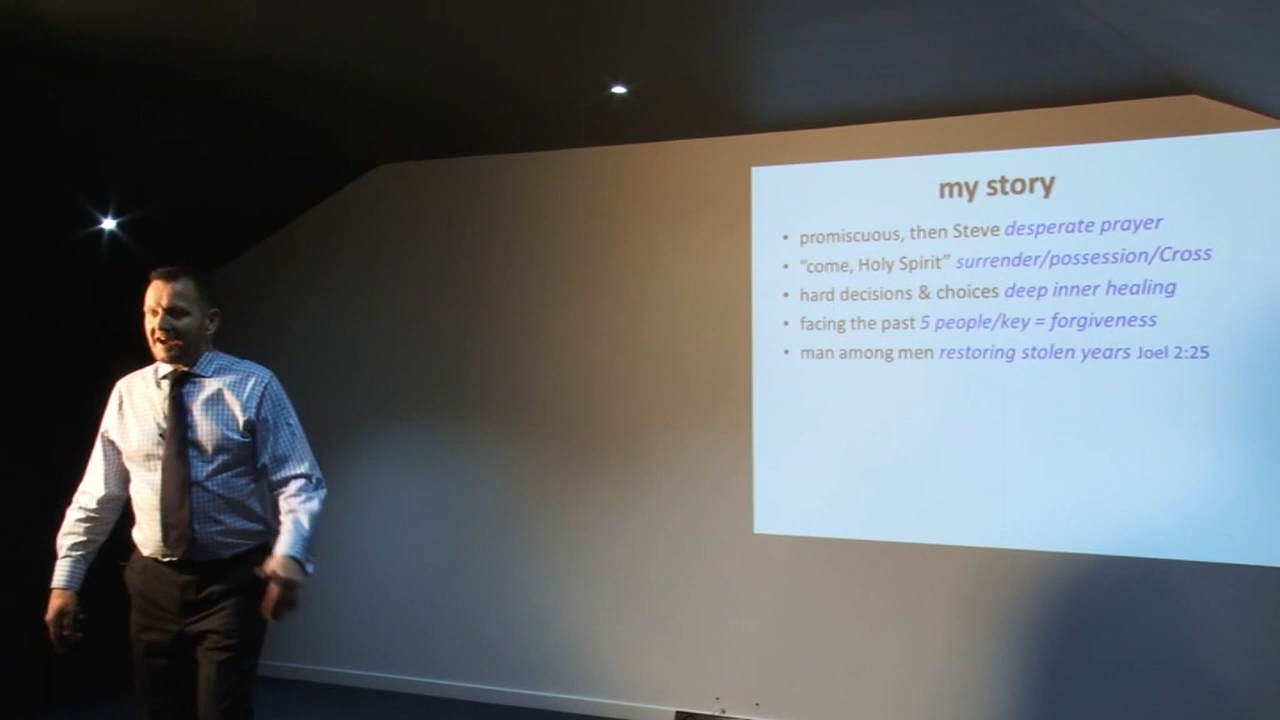 my story
• promiscuous, then Steve desperate prayer
• “come, Holy Spirit” surrender/possession/Cross
• hard decisions & choices deep inner healing
• facing the past 5 people/key = forgiveness
• man among men restoring stolen years Joel 2:25